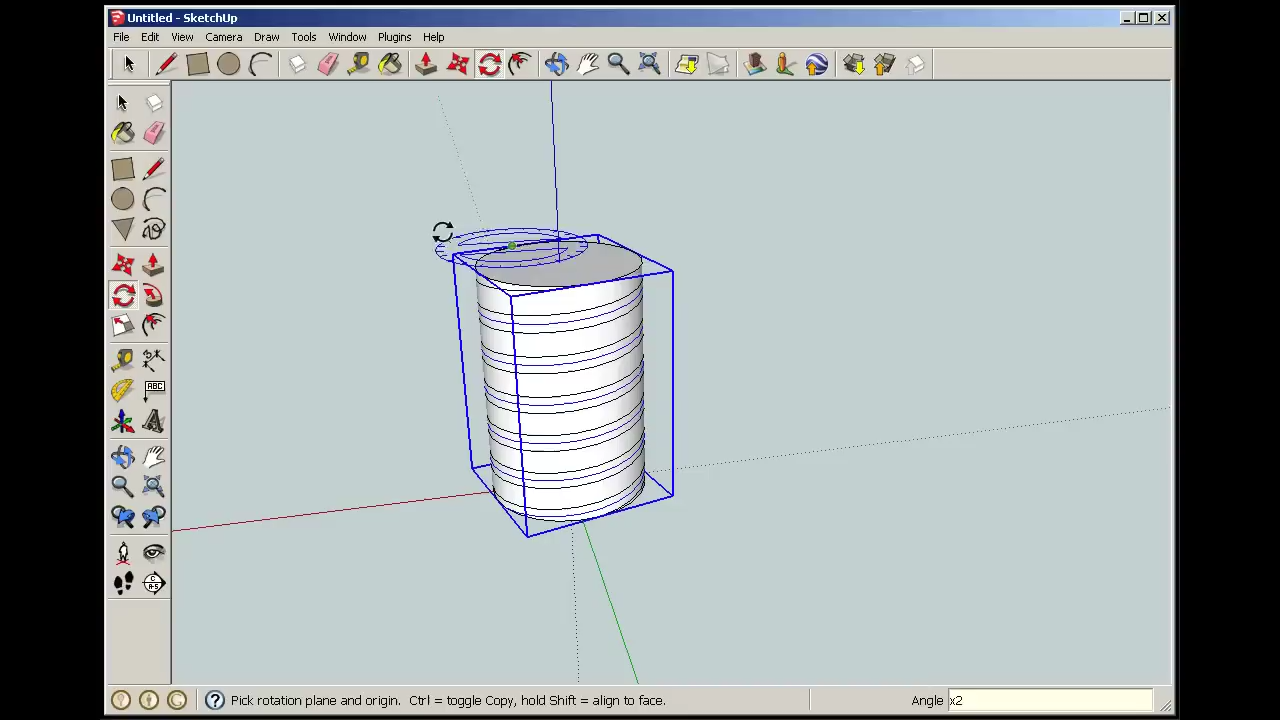 Untitled - SketchUp
File Edit View Camera Draw Tools Window Plugins Help
ABC
Pick rotation plane and origin. Ctrl = toggle Copy, hold Shift = align to face.
Angle x2